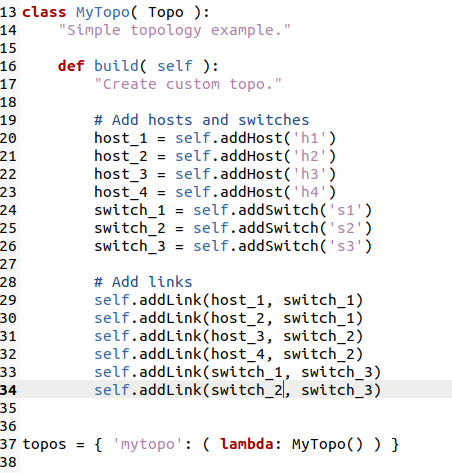 13 class MyTopo( Topo ):
14     "Simple topology example."
15
16     def build( self ):
17         "Create custom topo."
18
19         # Add hosts and switches
20         host_1 = self.addHost('h1')
21         host_2 = self.addHost('h2')
22         host_3 = self.addHost('h3')
23         host_4 = self.addHost('h4')
24         switch_1 = self.addSwitch('s1')
25         switch_2 = self.addSwitch('s2')
26         switch_3 = self.addSwitch('s3')
27
28         # Add links
29         self.addLink(host_1, switch_1)
30         self.addLink(host_2, switch_1)
31         self.addLink(host_3, switch_2)
32         self.addLink(host_4, switch_2)
33         self.addLink(switch_1, switch_3)
34         self.addLink(switch_2, switch_3)
35
36
37 topos = { 'mytopo': ( lambda: MyTopo() ) }
38